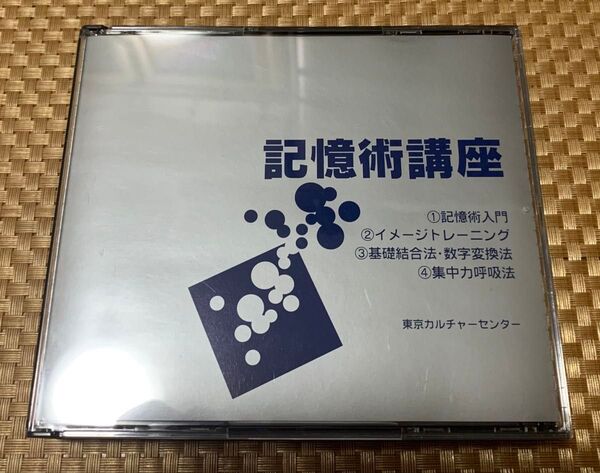 記憶術講座
①記憶術入門
②イメージトレーニング
③基礎結合法・数字変換法
④集中力呼吸法
東京カルチャーセンター